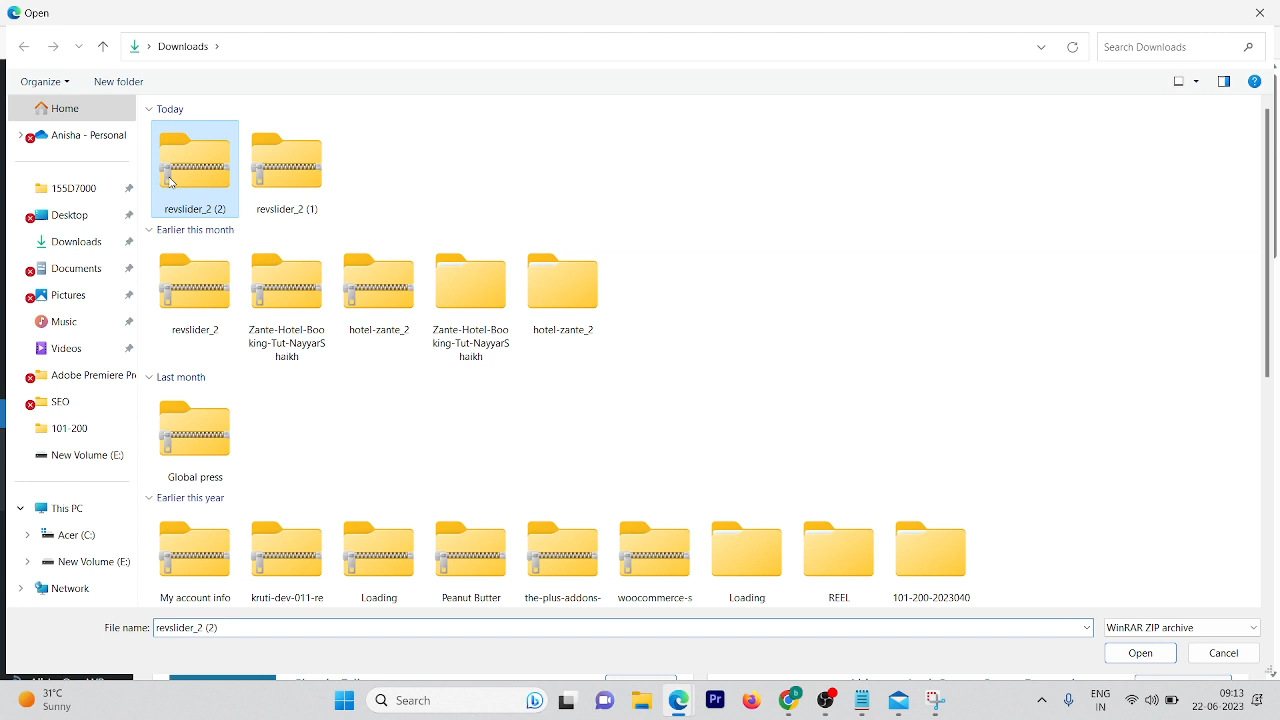 Open
Downloads
Search Downloads
Organize
New folder
Home
Anisha - Personal
155D7000
Desktop
Downloads
Documents
Pictures
Music
Videos
Adobe Premiere Pr
SEO
101-200
New Volume (E:)
This PC
Acer (C:)
New Volume (E:)
Network
Today
revslider_2 (2)
revslider_2 (1)
Earlier this month
revslider_2
Zante-Hotel-Boo
king-Tut-NayyarS
haikh
hotel-zante_2
Zante-Hotel-Boo
king-Tut-NayyarS
haikh
hotel-zante_2
Last month
Global press
Earlier this year
My account info
kruti-dev-011-re
Loading
Peanut Butter
the-plus-addons-
woocommerce-s
Loading
REEL
101-200-2023040
File name:
revslider_2 (2)
WinRAR ZIP archive
Open
Cancel
31°C
Sunny
Search
Pr
ENG
IN
09:13
22-06-2023